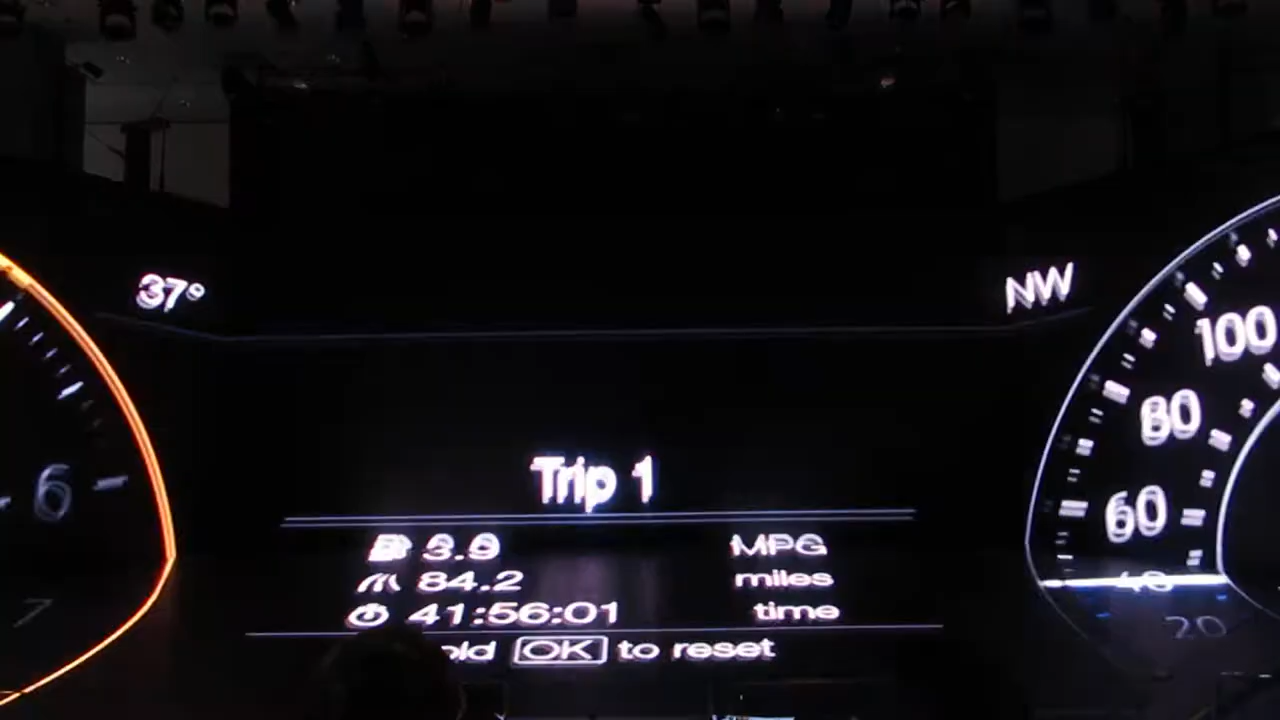 37°
NW
100
80
60
40
20
6
7
Trip 1
3.9 MPG
84.2 miles
41:56:01 time
old OK to reset